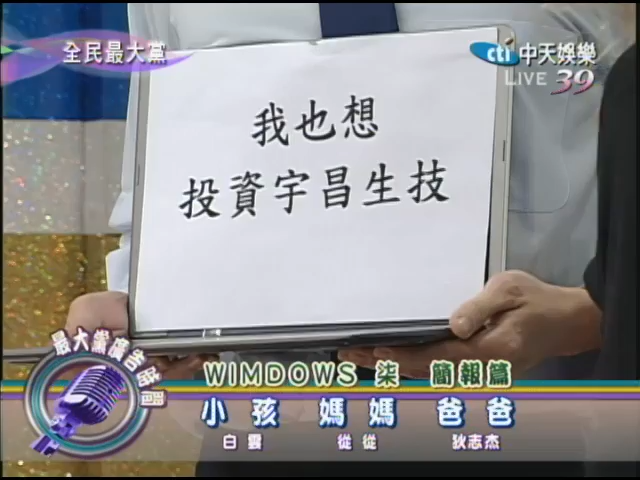 全民最大黨
cti 中天娛樂
LIVE 39
我也想
投資宇昌生技
最大黨廣告時間
WIMDOWS 柒 簡報篇
小孩 媽媽 爸爸
白雲 從從 狄志杰